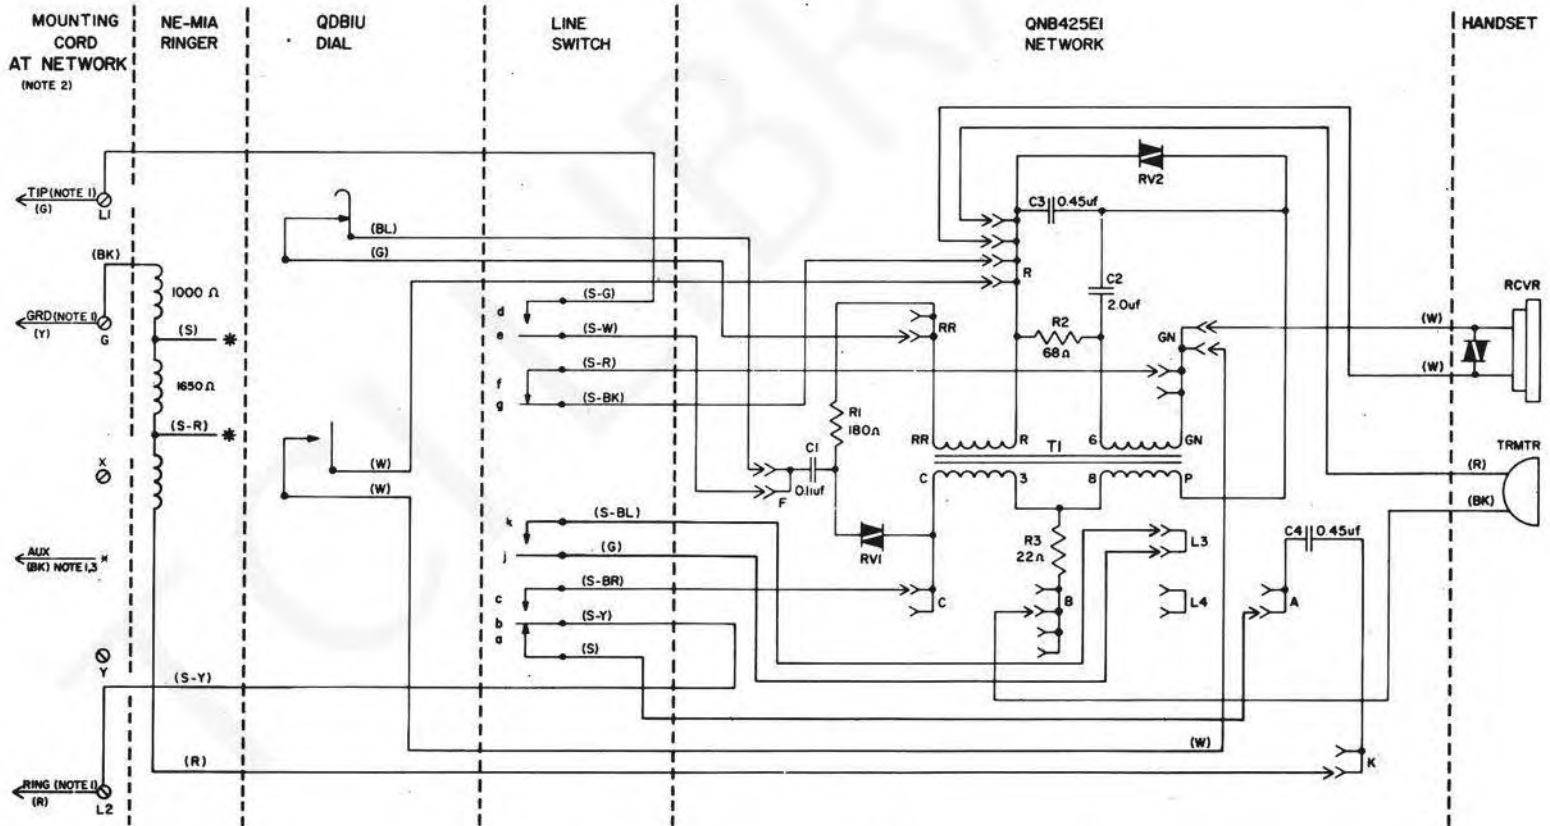 MOUNTING
CORD
AT NETWORK
(NOTE 2)
NE-MIA
RINGER
QDBIU
DIAL
LINE
SWITCH
QNB425EI
NETWORK
HANDSET
TIP (NOTE 1)
(G)
L1
(BK)
GRD (NOTE 1)
(Y)
G
1000 Ω
(S) *
1650 Ω
(S-R) *
X
AUX *
(BK) NOTE 1,3
Y
(S-Y)
RING (NOTE 1)
(R)
L2
(R)
(BL)
(G)
(W)
(W)
d
(S-G)
e
(S-W)
f
(S-R)
g
(S-BK)
k
(S-BL)
j
(G)
c
(S-BR)
b
(S-Y)
a
(S)
RV2
C3 0.45uf
R
C2
2.0uf
RR
R2
68Ω
GN
R1
180Ω
RR
R
6
GN
T1
C
3
8
P
C1
0.1uf
F
RV1
R3
22Ω
C
B
L3
L4
C4 0.45uf
A
K
(W)
RCVR
(W)
(W)
TRMTR
(R)
(BK)